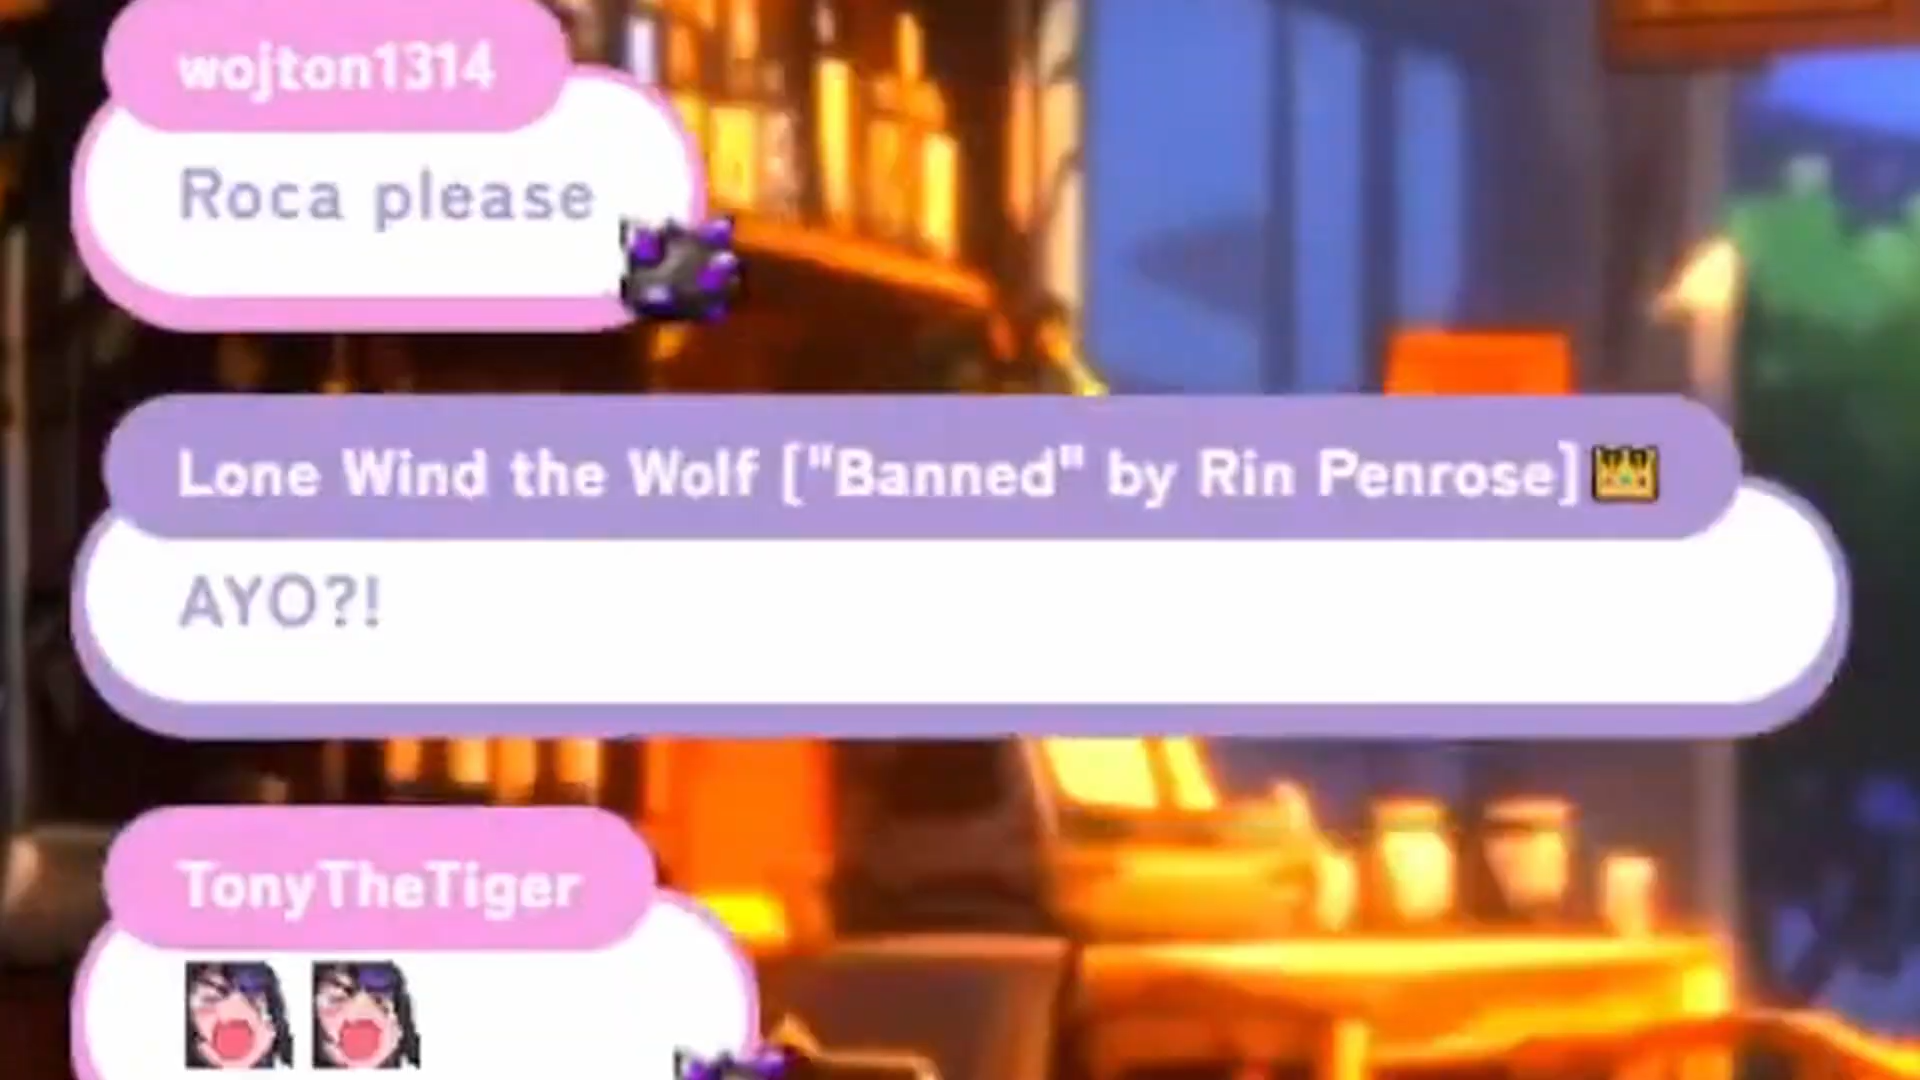 wojton1314
Roca please
Lone Wind the Wolf ["Banned" by Rin Penrose]
AYO?!
TonyTheTiger